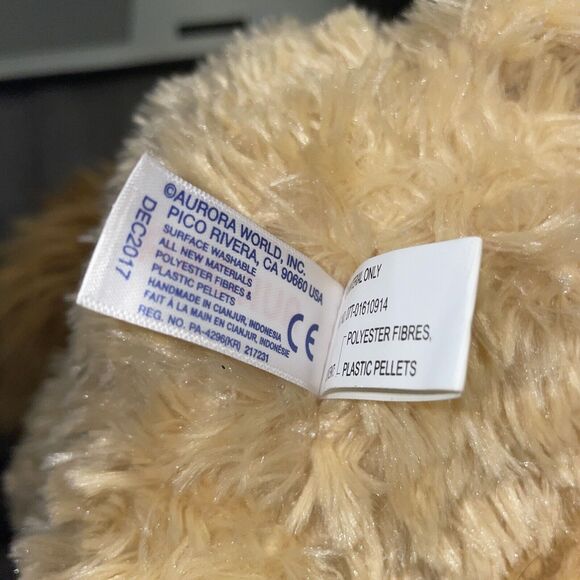 ©AURORA WORLD, INC.
PICO RIVERA, CA 90660 USA
SURFACE WASHABLE
ALL NEW MATERIALS
POLYESTER FIBRES &
PLASTIC PELLETS
HANDMADE IN CIANJUR, INDONESIA
FAIT À LA MAIN EN CIANJUR, INDONÉSIE
REG. NO. PA-4296(KR) 217231
DEC2017
CE
ONLY
01610914
POLYESTER FIBRES,
PLASTIC PELLETS